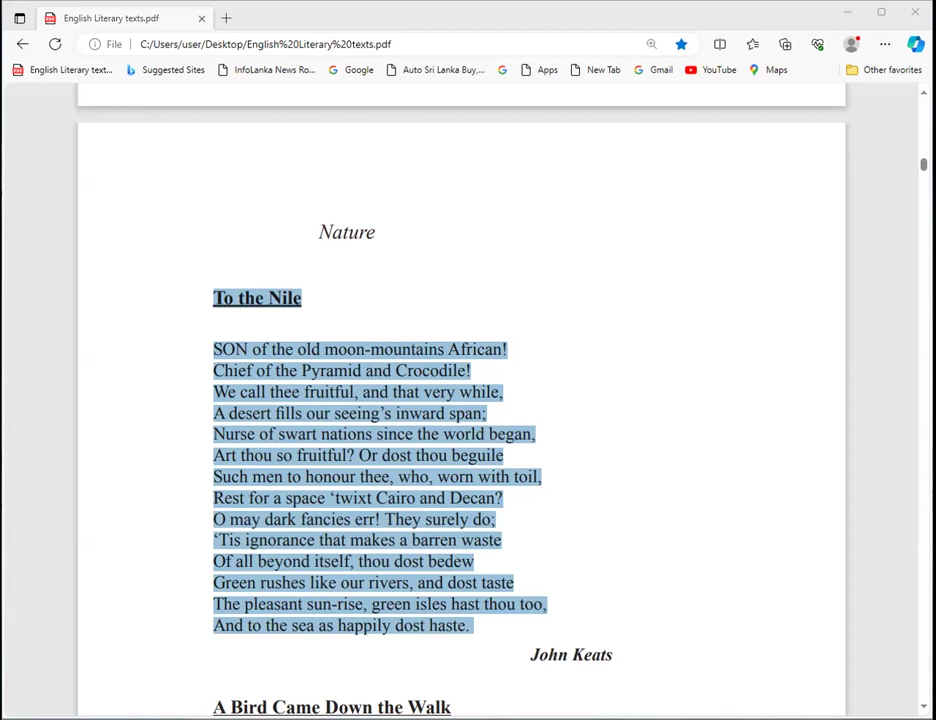 English Literary texts.pdf
File
C:/Users/user/Desktop/English%20Literary%20texts.pdf
English Literary text...
Suggested Sites
InfoLanka News Ro...
Google
Auto Sri Lanka Buy,...
Apps
New Tab
Gmail
YouTube
Maps
Other favorites
Nature
To the Nile
SON of the old moon-mountains African!
Chief of the Pyramid and Crocodile!
We call thee fruitful, and that very while,
A desert fills our seeing’s inward span;
Nurse of swart nations since the world began,
Art thou so fruitful? Or dost thou beguile
Such men to honour thee, who, worn with toil,
Rest for a space ‘twixt Cairo and Decan?
O may dark fancies err! They surely do;
‘Tis ignorance that makes a barren waste
Of all beyond itself, thou dost bedew
Green rushes like our rivers, and dost taste
The pleasant sun-rise, green isles hast thou too,
And to the sea as happily dost haste.
John Keats
A Bird Came Down the Walk